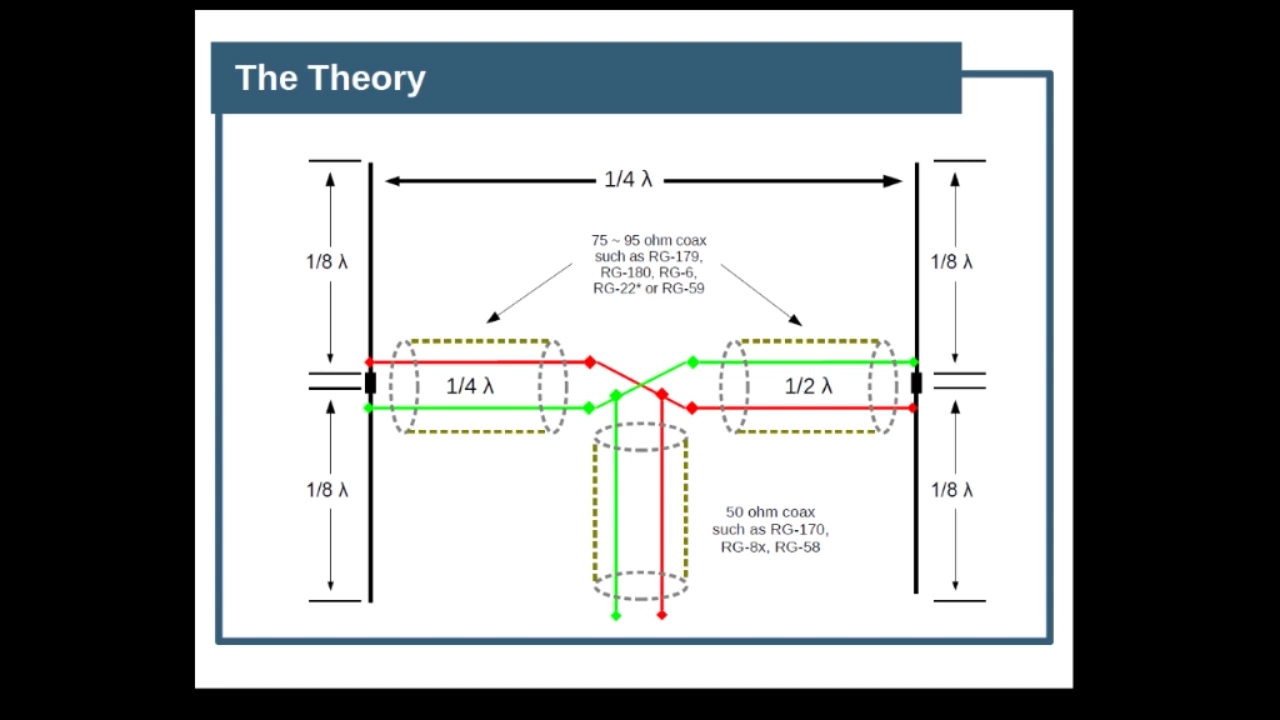 The Theory
1/4 λ
75 ~ 95 ohm coax
such as RG-179,
RG-180, RG-6,
RG-22* or RG-59
1/8 λ
1/8 λ
1/4 λ
1/2 λ
1/8 λ
1/8 λ
50 ohm coax
such as RG-170,
RG-8x, RG-58